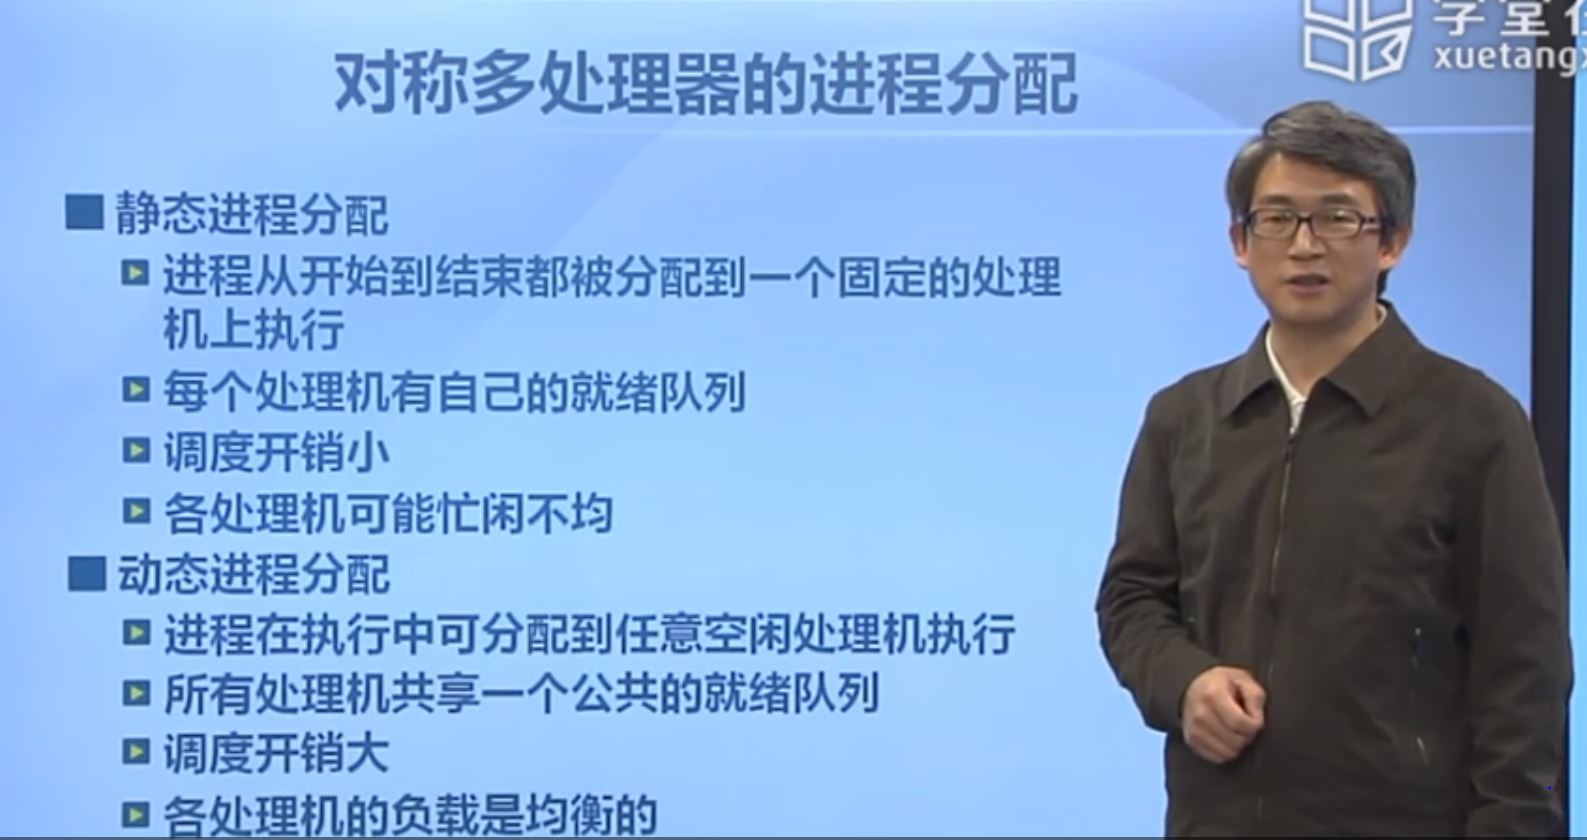 学堂在
xuetangx
对称多处理器的进程分配
静态进程分配
进程从开始到结束都被分配到一个固定的处理
机上执行
每个处理机有自己的就绪队列
调度开销小
各处理机可能忙闲不均
动态进程分配
进程在执行中可分配到任意空闲处理机执行
所有处理机共享一个公共的就绪队列
调度开销大
各处理机的负载是均衡的